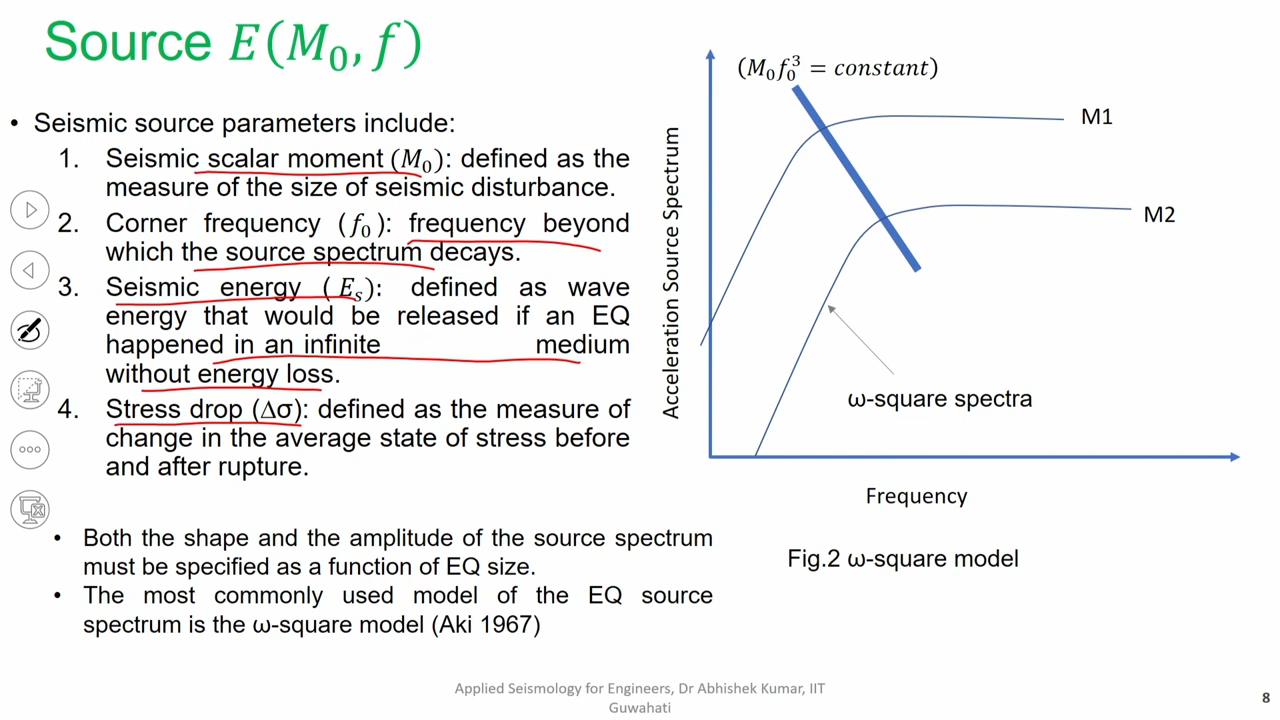 Source E(M₀, f)
• Seismic source parameters include:
1. Seismic scalar moment (M₀): defined as the
measure of the size of seismic disturbance.
2. Corner frequency (f₀): frequency beyond
which the source spectrum decays.
3. Seismic energy ( Eₛ): defined as wave
energy that would be released if an EQ
happened in an infinite medium
without energy loss.
4. Stress drop (∆σ): defined as the measure of
change in the average state of stress before
and after rupture.
• Both the shape and the amplitude of the source spectrum
must be specified as a function of EQ size.
• The most commonly used model of the EQ source
spectrum is the ω-square model (Aki 1967)
(M₀f₀³ = constant)
M1
M2
Acceleration Source Spectrum
ω-square spectra
Frequency
Fig.2 ω-square model
Applied Seismology for Engineers, Dr Abhishek Kumar, IIT
Guwahati
8